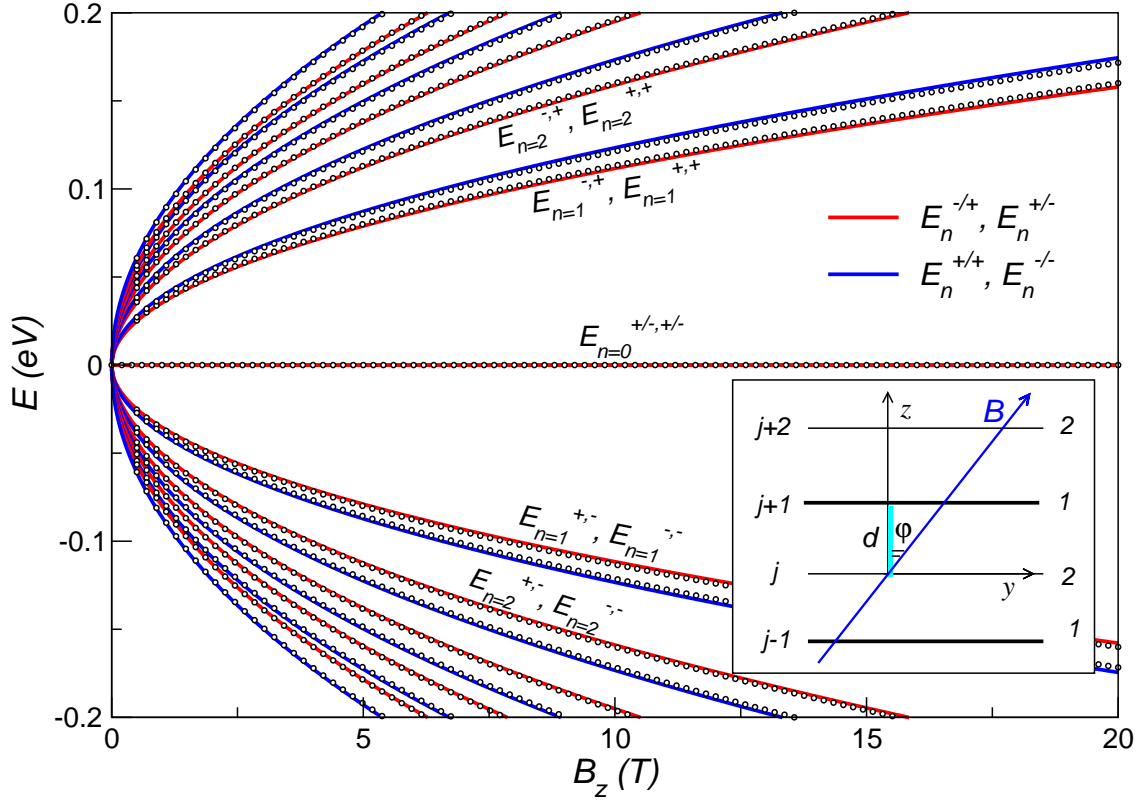 0.2
0.1
0
-0.1
-0.2
E (eV)
0 5 10 15 20
B_z (T)
E_{n=2}^{-,+}, E_{n=2}^{+,+}
E_{n=1}^{-,+}, E_{n=1}^{+,+}
E_n^{-/+}, E_n^{+/-}
E_n^{+/+}, E_n^{-/-}
E_{n=0}^{+/-,+/-}
E_{n=1}^{+,-}, E_{n=1}^{-,-}
E_{n=2}^{+,-}, E_{n=2}^{-,-}
z B
j+2 2
j+1 1
d φ
j y 2
j-1 1